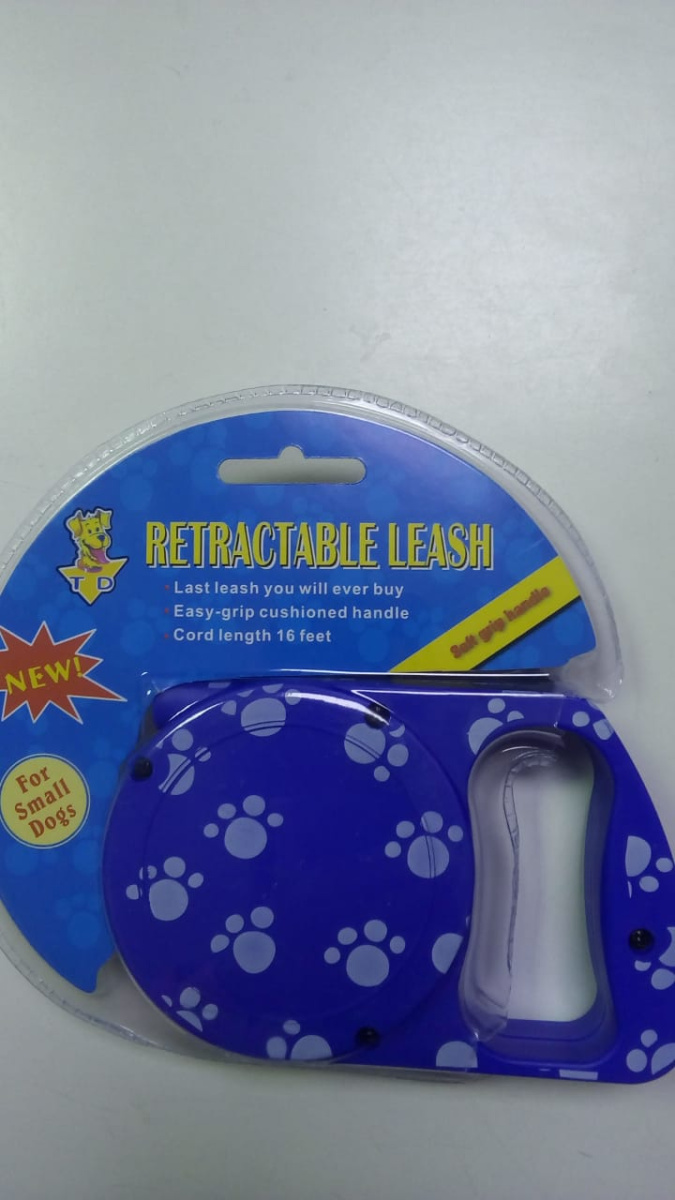 RETRACTABLE LEASH
T D
Last leash you will ever buy
Easy-grip cushioned handle
Cord length 16 feet
Soft grip handle
NEW!
For
Small
Dogs